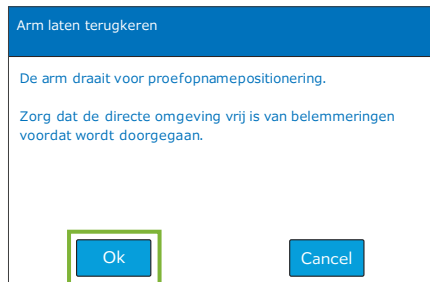 Arm laten terugkeren
De arm draait voor proefopnamepositionering.
Zorg dat de directe omgeving vrij is van belemmeringen
voordat wordt doorgegaan.
Ok
Cancel